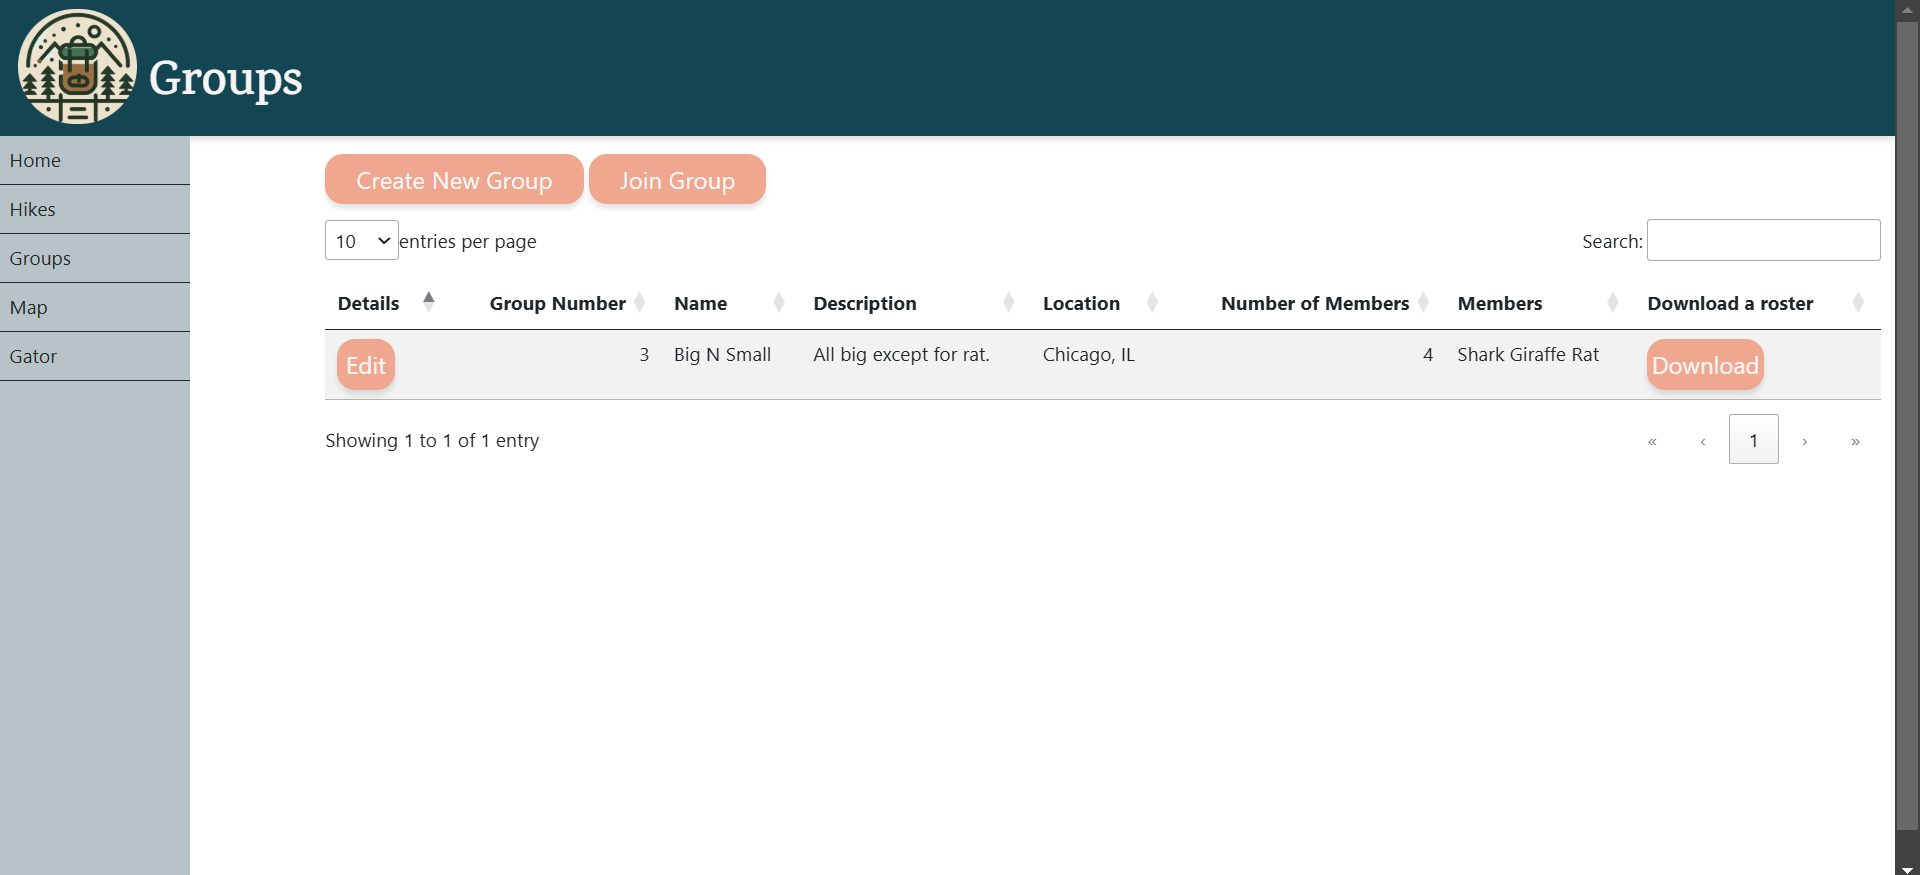 Groups
Home
Hikes
Groups
Map
Gator
Create New Group Join Group
10 entries per page Search:
Details Group Number Name Description Location Number of Members Members Download a roster
Edit 3 Big N Small All big except for rat. Chicago, IL 4 Shark Giraffe Rat Download
Showing 1 to 1 of 1 entry « ‹ 1 › »